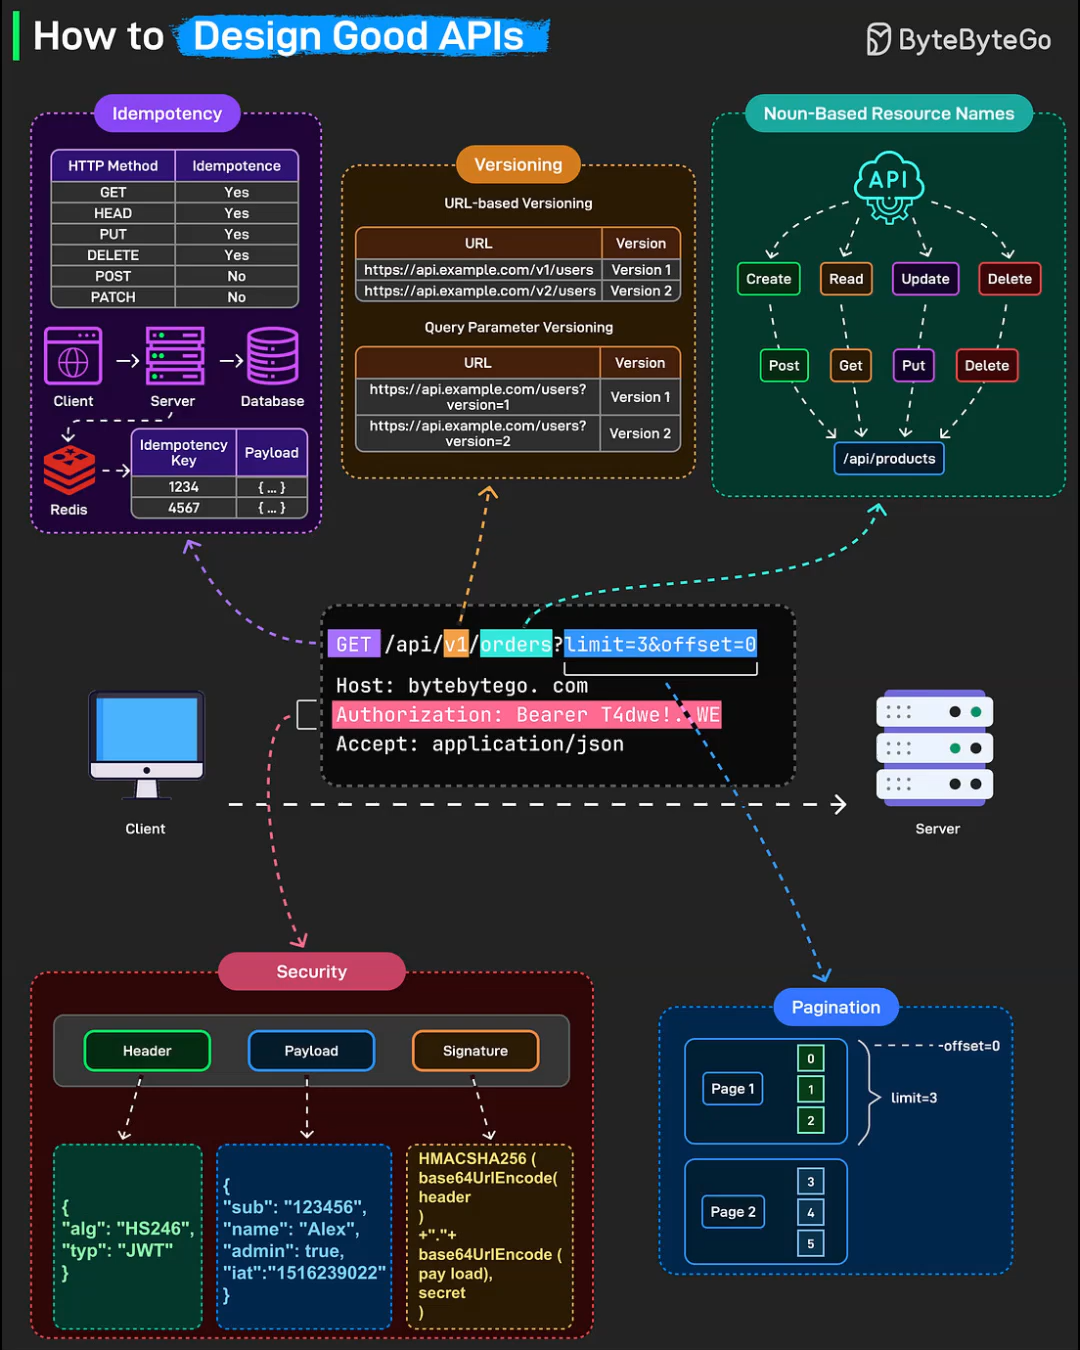 How to Design Good APIs
ByteByteGo
Idempotency
HTTP Method Idempotence
GET Yes
HEAD Yes
PUT Yes
DELETE Yes
POST No
PATCH No
Client Server Database
Redis
Idempotency
Key
Payload
1234 { ... }
4567 { ... }
Versioning
URL-based Versioning
URL Version
https://api.example.com/v1/users Version 1
https://api.example.com/v2/users Version 2
Query Parameter Versioning
URL Version
https://api.example.com/users?
version=1
Version 1
https://api.example.com/users?
version=2
Version 2
Noun-Based Resource Names
API
Create Read Update Delete
Post Get Put Delete
/api/products
GET /api/v1/orders?limit=3&offset=0
Host: bytebytego. com
Authorization: Bearer T4dwe!. WE
Accept: application/json
Client
Server
Security
Header Payload Signature
{
"alg": "HS246",
"typ": "JWT"
}
{
"sub": "123456",
"name": "Alex",
"admin": true,
"iat":"1516239022"
}
HMACSHA256 (
base64UrlEncode(
header
)
+"."+
base64UrlEncode (
pay load),
secret
)
Pagination
Page 1
0
1
2
offset=0
limit=3
Page 2
3
4
5